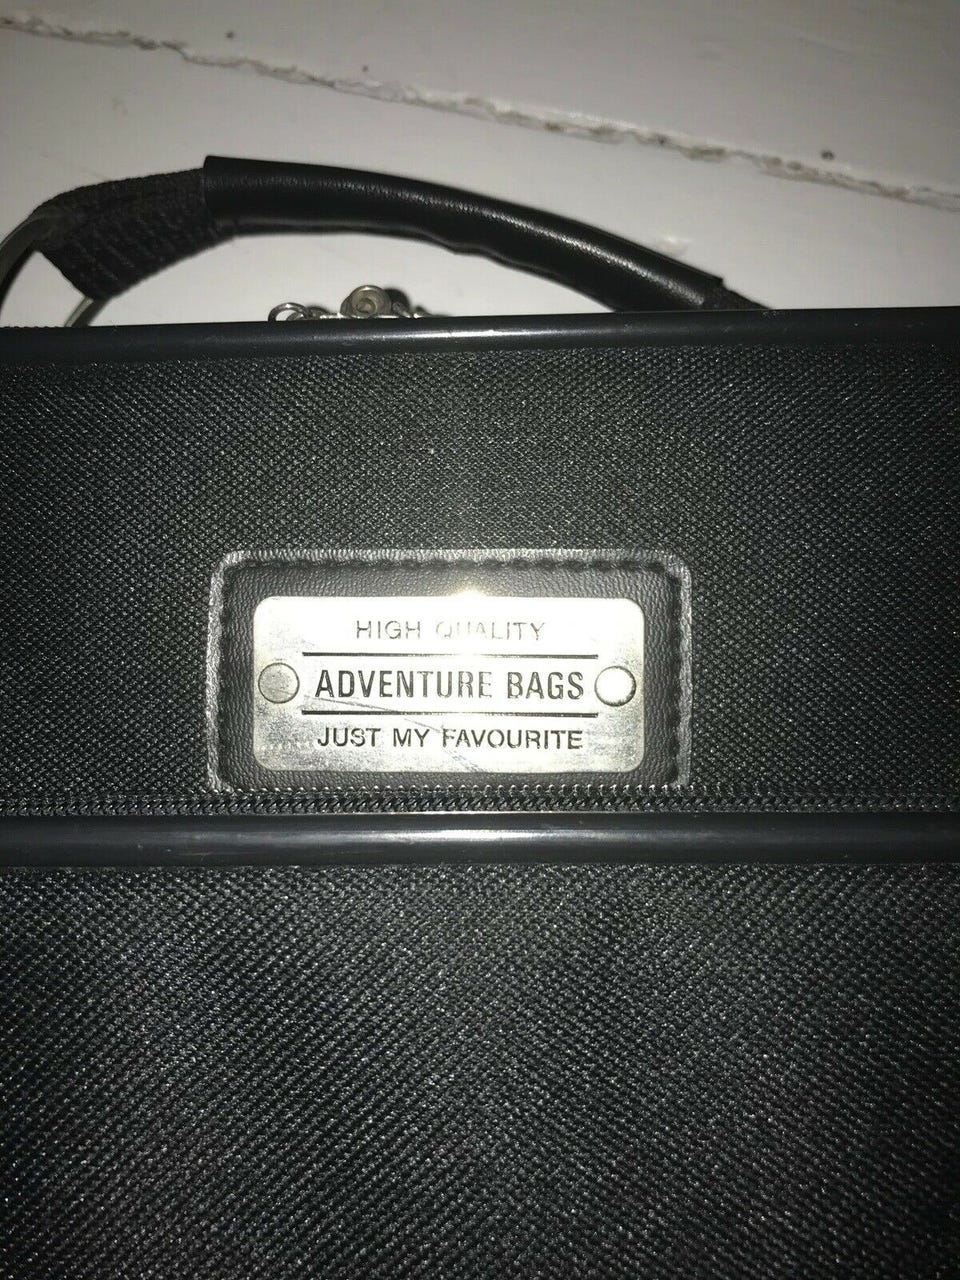 HIGH QUALITY
ADVENTURE BAGS
JUST MY FAVOURITE